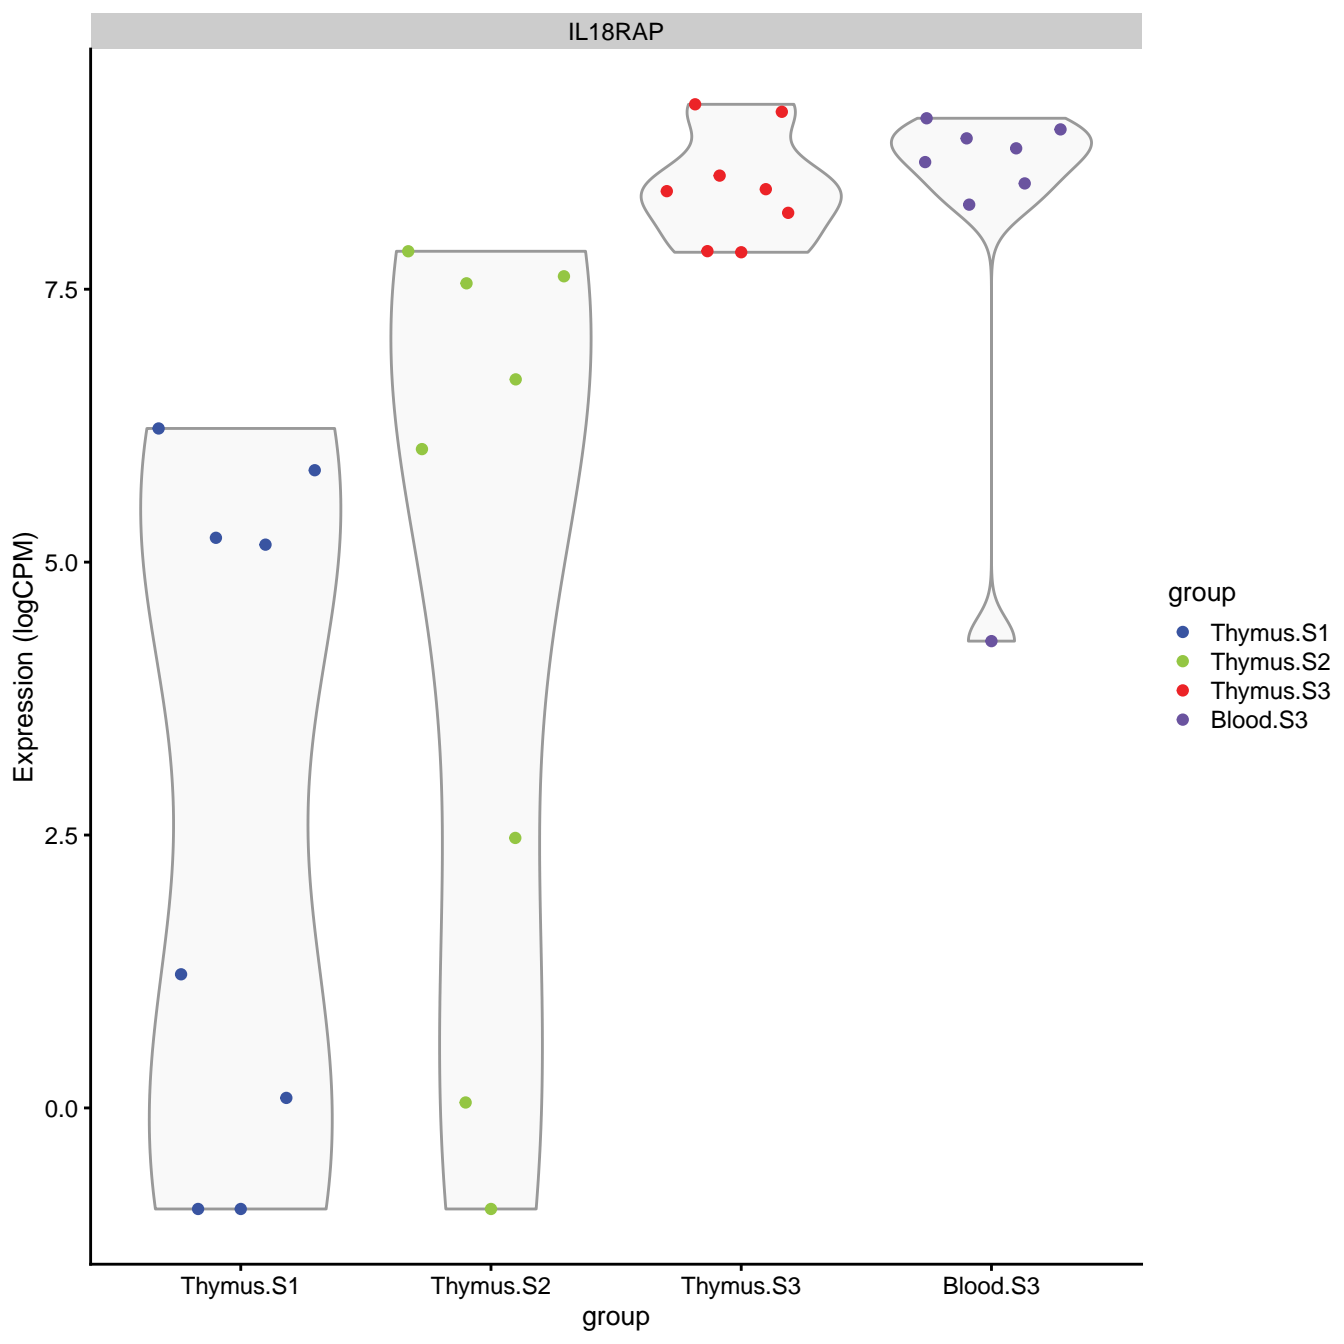 IL18RAP
Expression (logCPM)
7.5
5.0
2.5
0.0
Thymus.S1
Thymus.S2
Thymus.S3
Blood.S3
group
group
Thymus.S1
Thymus.S2
Thymus.S3
Blood.S3